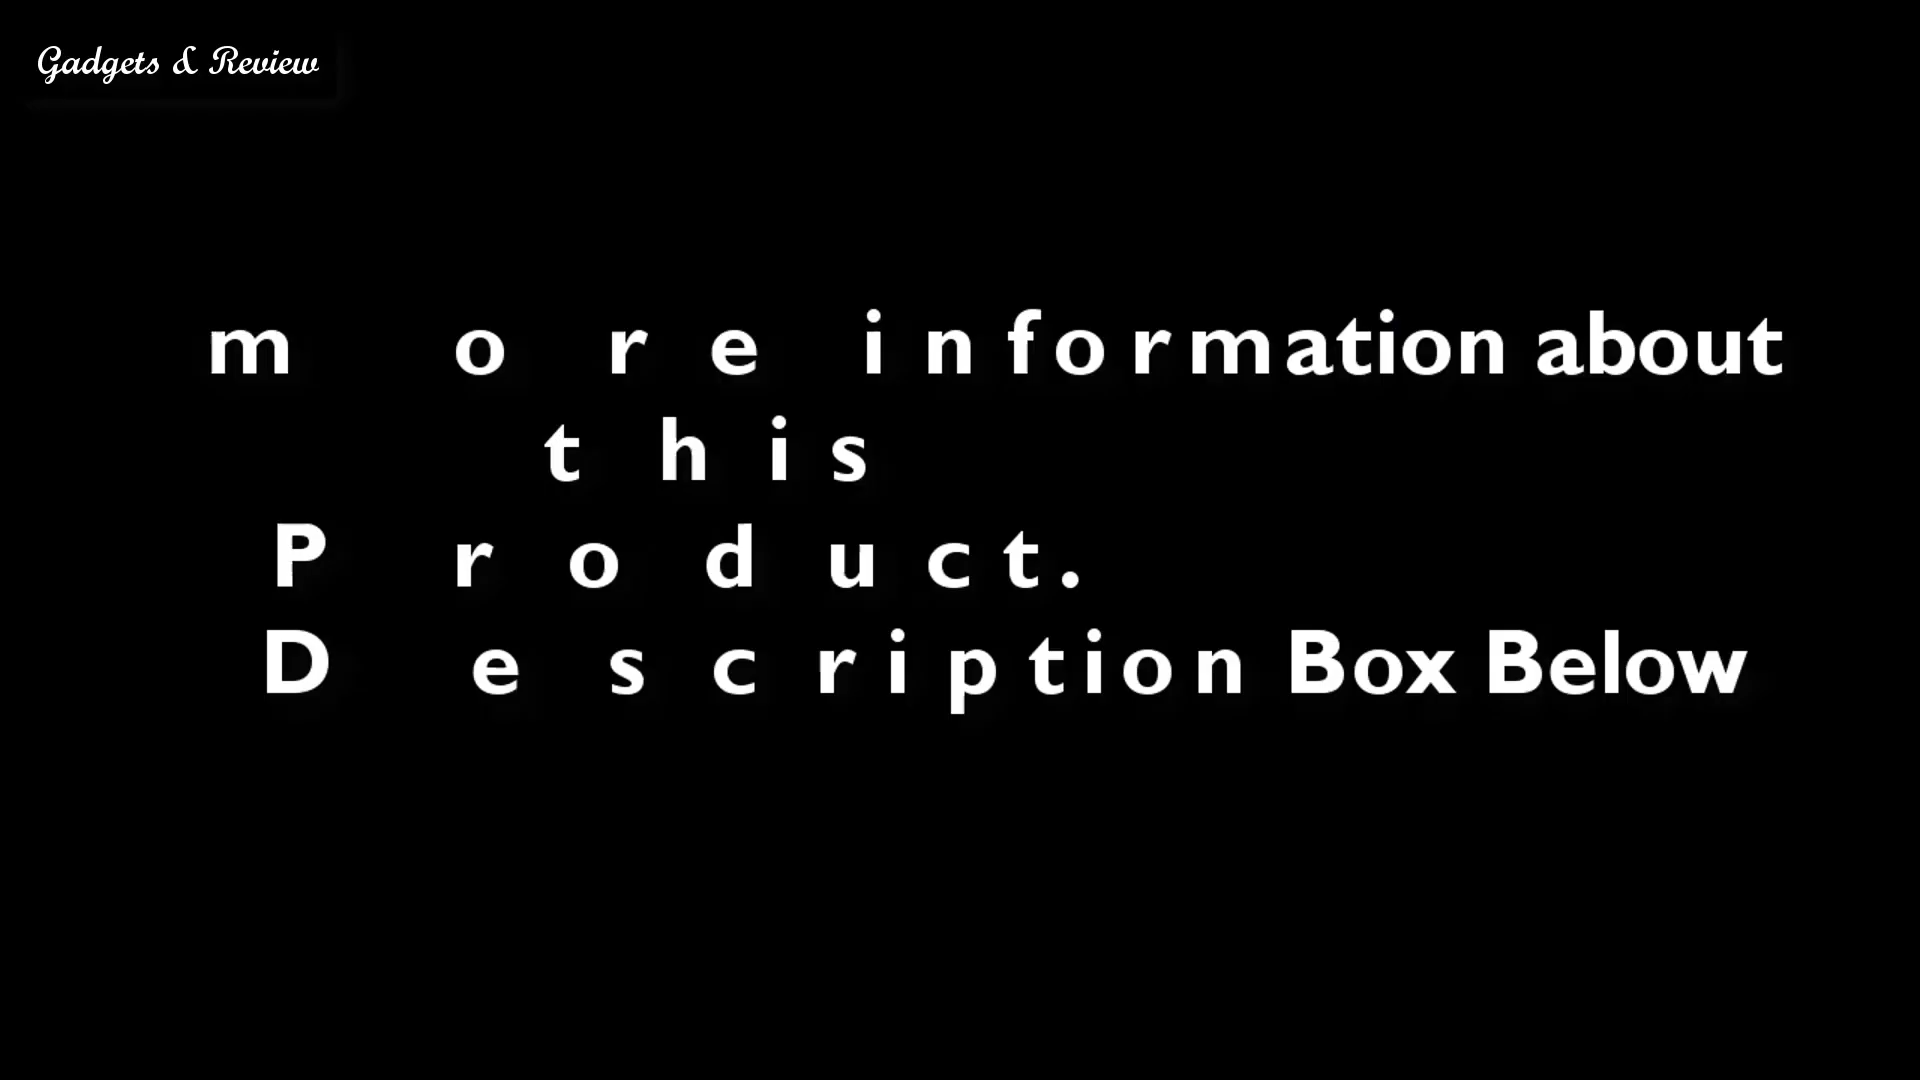 Gadgets & Review
more information about
this
Product.
Description Box Below